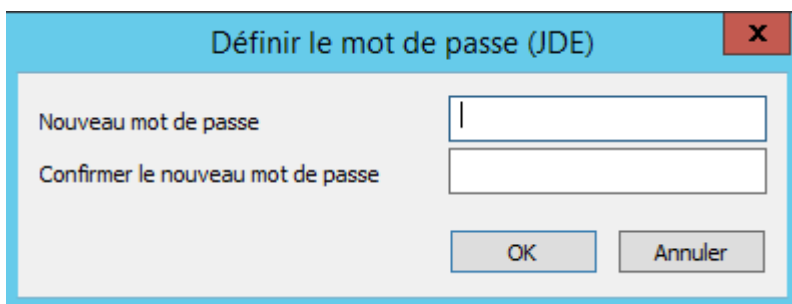 Définir le mot de passe (JDE)
x
Nouveau mot de passe
Confirmer le nouveau mot de passe
OK Annuler